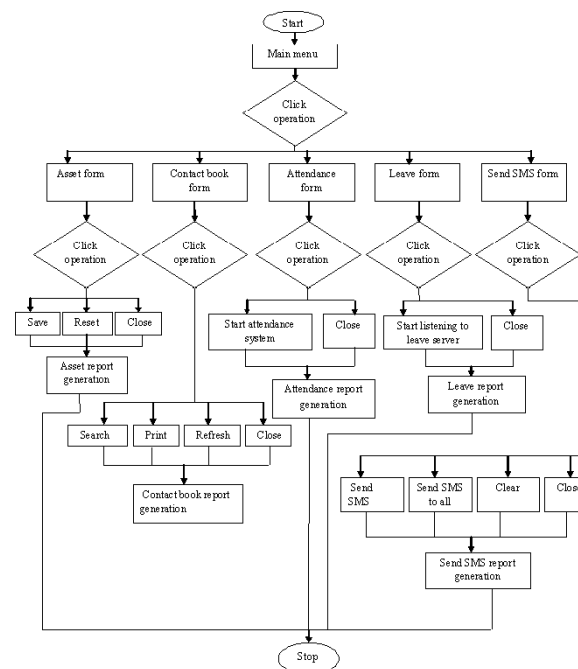 Start
Main menu
Click
operation
Asset form
Contact book
form
Attendance
form
Leave form
Send SMS form
Click
operation
Click
operation
Click
operation
Click
operation
Click
operation
Save
Reset
Close
Start attendance
system
Close
Start listening to
leave server
Close
Asset report
generation
Attendance report
generation
Leave report
generation
Search
Print
Refresh
Close
Contact book report
generation
Send
SMS
Send SMS
to all
Clear
Close
Send SMS report
generation
Stop